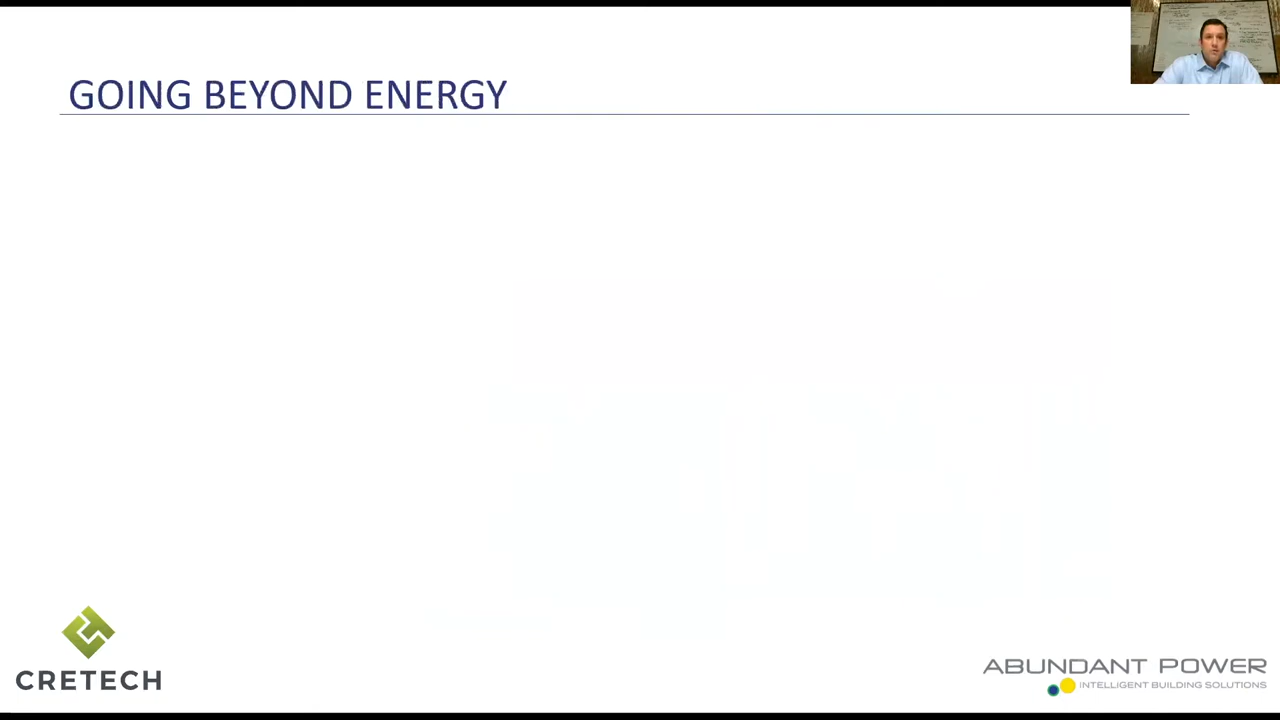 GOING BEYOND ENERGY
CRETECH
ABUNDANT POWER
INTELLIGENT BUILDING SOLUTIONS